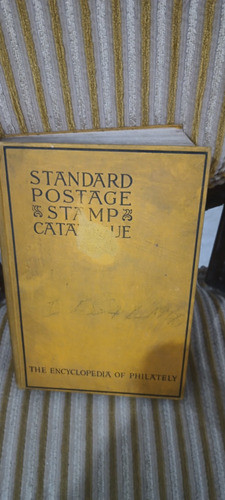 STANDARD
POSTAGE
STAMP
CATALOGUE
THE ENCYCLOPEDIA OF PHILATELY